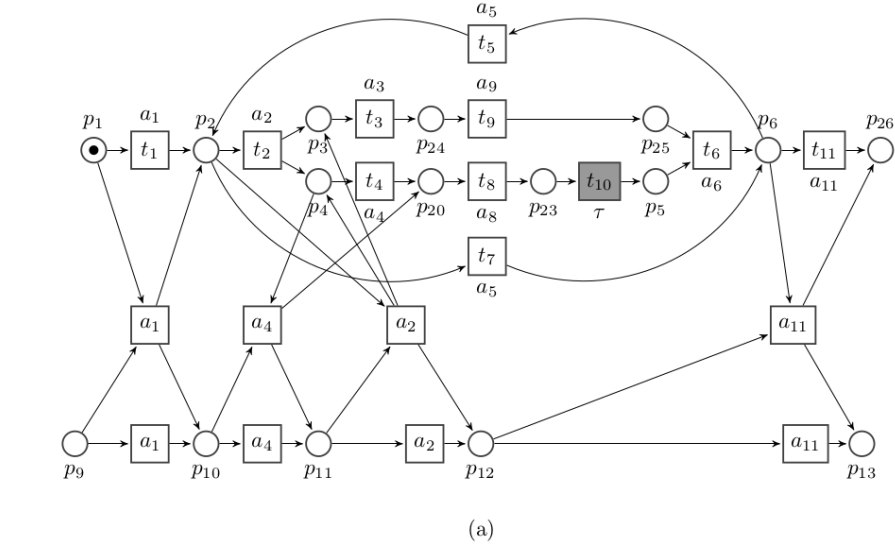 a₅
t₅
a₃
a₉
p₁
a₁
p₂
a₂
t₃
t₉
p₆
p₂₆
p₃
p₂₄
p₂₅
t₁
t₂
t₆
t₁₁
t₄
t₈
t₁₀
p₄
a₄
p₂₀
a₈
p₂₃
τ
p₅
a₆
a₁₁
t₇
a₅
a₁
a₄
a₂
a₁₁
a₁
a₄
a₂
a₁₁
p₉
p₁₀
p₁₁
p₁₂
p₁₃
(a)